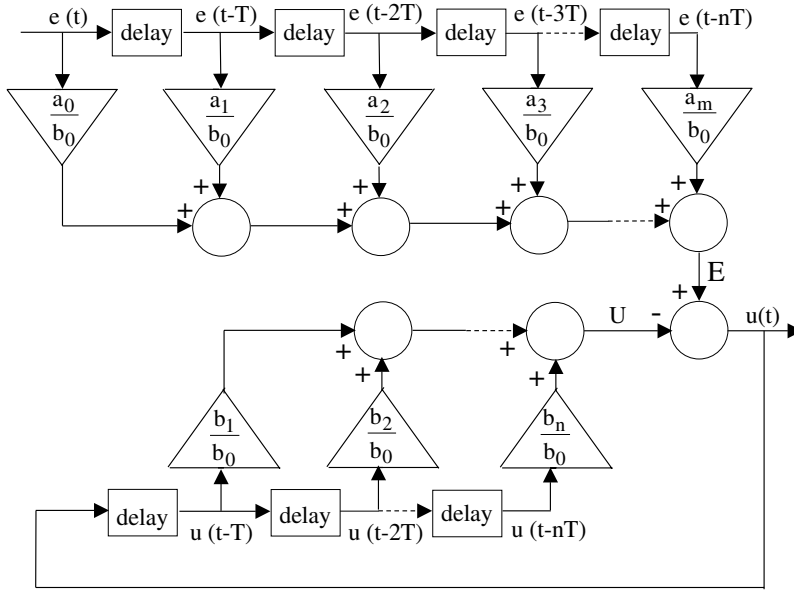 e (t) delay e (t-T) delay e (t-2T) delay e (t-3T) delay e (t-nT)
a0 a1 a2 a3 am
b0 b0 b0 b0 b0
+ + + +
+ + + +
E
+
U - u(t)
+ +
+ +
b1 b2 bn
b0 b0 b0
delay delay delay
u (t-T) u (t-2T) u (t-nT)